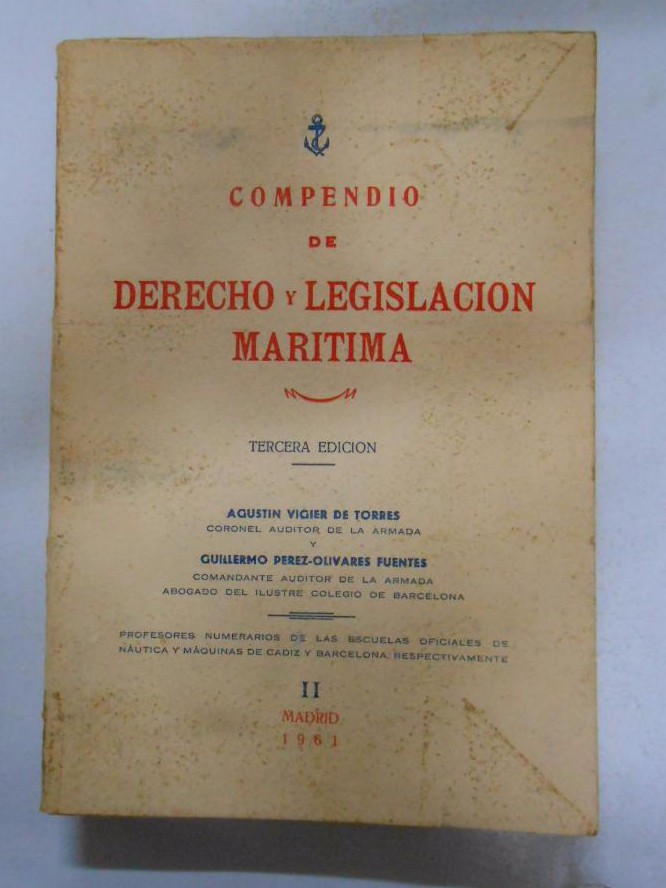 COMPENDIO
DE
DERECHO Y LEGISLACION
MARITIMA
TERCERA EDICION
AGUSTIN VIGIER DE TORRES
CORONEL AUDITOR DE LA ARMADA
Y
GUILLERMO PEREZ-OLIVARES FUENTES
COMANDANTE AUDITOR DE LA ARMADA
ABOGADO DEL ILUSTRE COLEGIO DE BARCELONA
PROFESORES NUMERARIOS DE LAS ESCUELAS OFICIALES DE
NÁUTICA Y MÁQUINAS DE CADIZ Y BARCELONA, RESPECTIVAMENTE
II
MADRID
1961